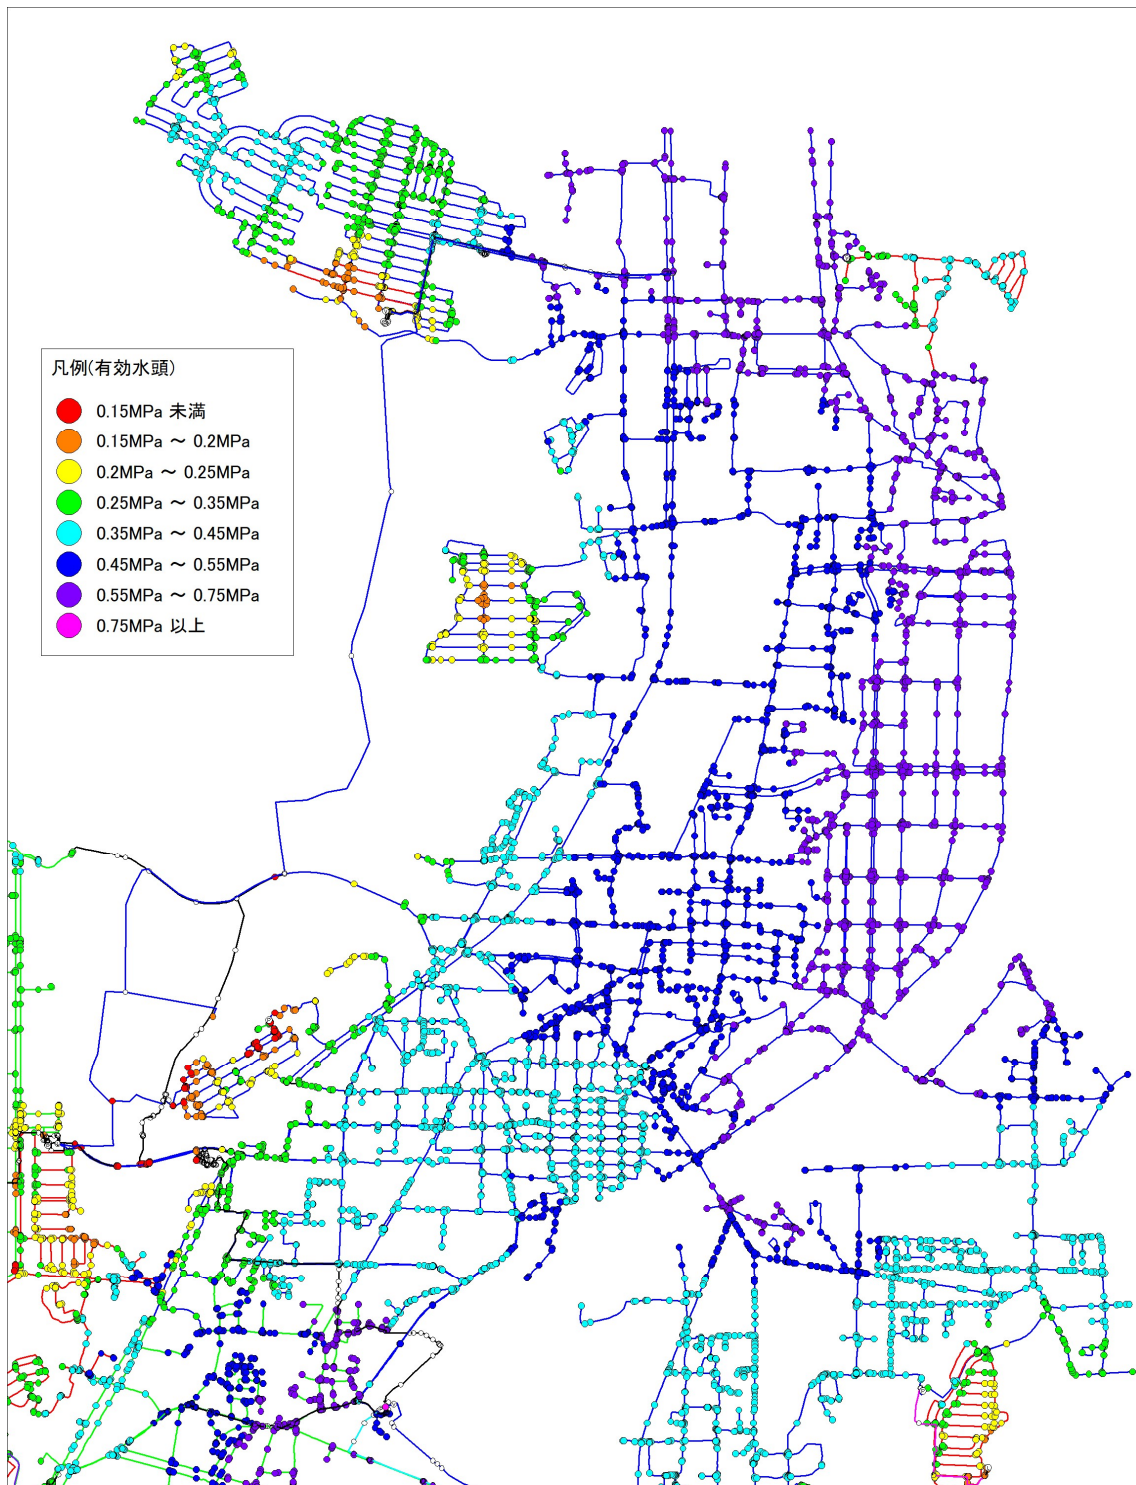 凡例(有効水頭)
0.15MPa 未満
0.15MPa ～ 0.2MPa
0.2MPa ～ 0.25MPa
0.25MPa ～ 0.35MPa
0.35MPa ～ 0.45MPa
0.45MPa ～ 0.55MPa
0.55MPa ～ 0.75MPa
0.75MPa 以上